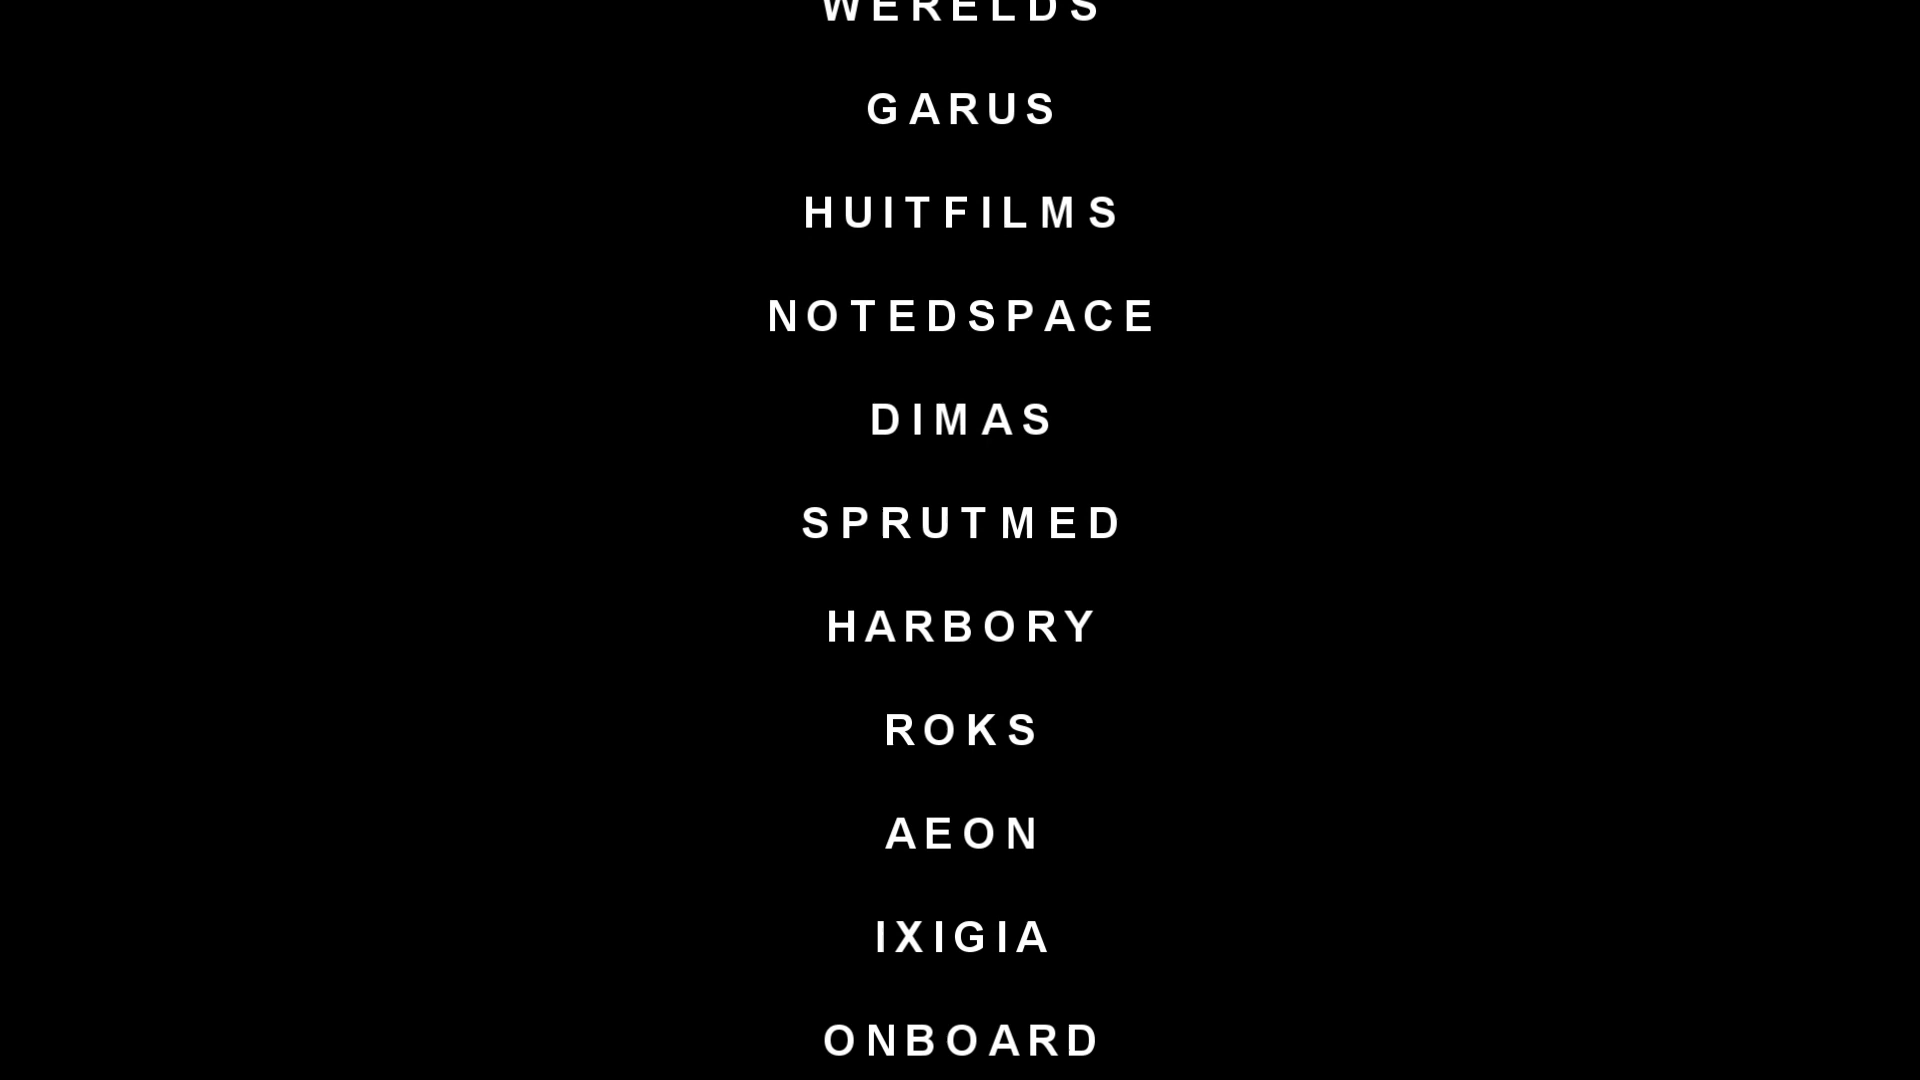 WERELDS
GARUS
HUITFILMS
NOTEDSPACE
DIMAS
SPRUTMED
HARBORY
ROKS
AEON
IXIGIA
ONBOARD